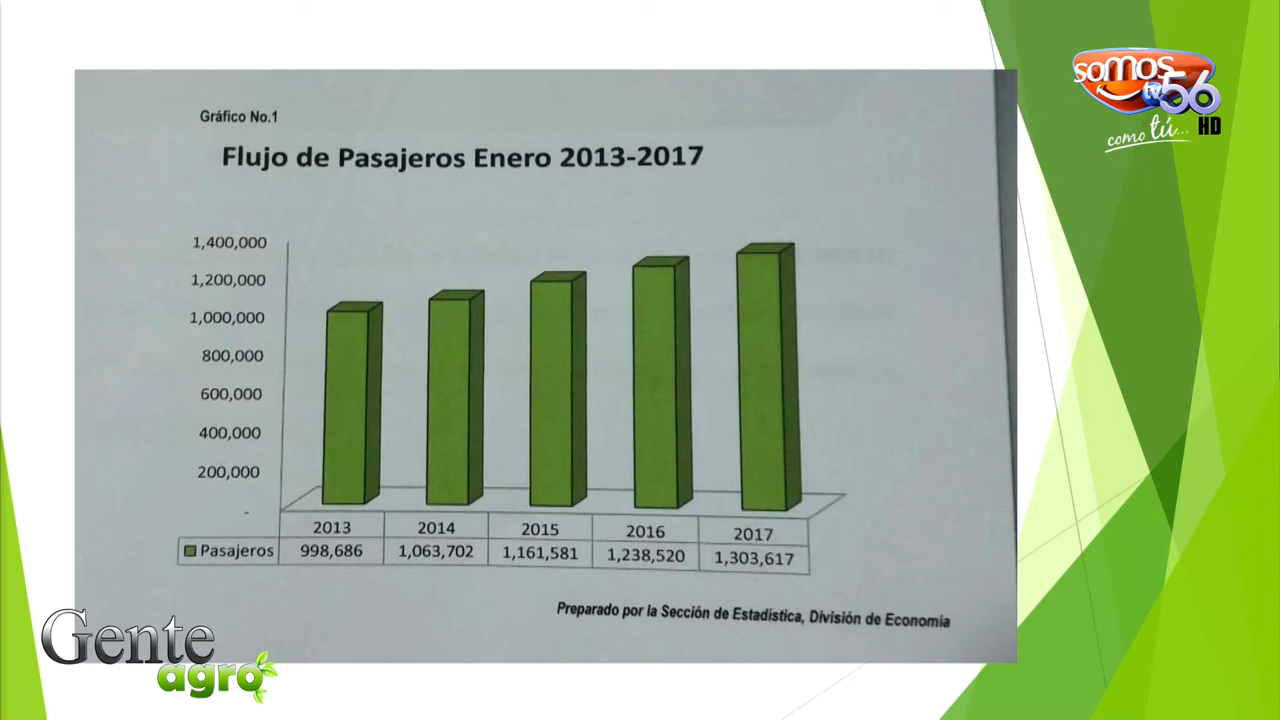 somos
tv 56
como tú...
HD
Gráfico No.1
Flujo de Pasajeros Enero 2013-2017
1,400,000
1,200,000
1,000,000
800,000
600,000
400,000
200,000
-
2013 2014 2015 2016 2017
Pasajeros 998,686 1,063,702 1,161,581 1,238,520 1,303,617
Preparado por la Sección de Estadística, División de Economia
Gente
agro